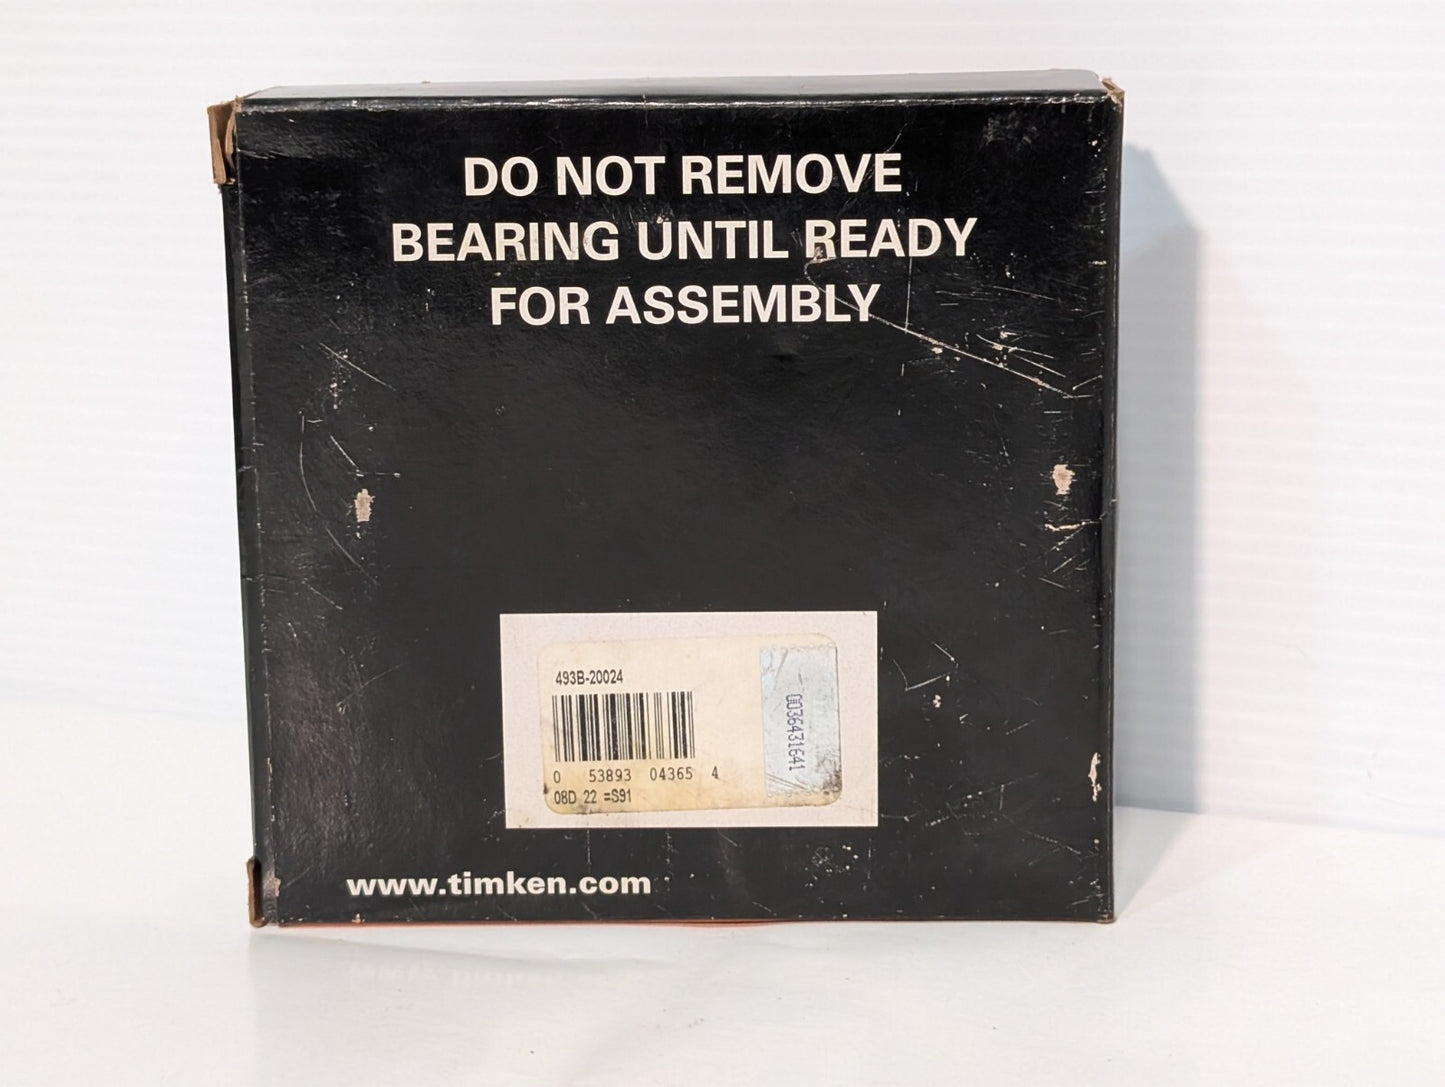 DO NOT REMOVE
BEARING UNTIL READY
FOR ASSEMBLY
493B-20024
0036431641
0 53893 04365 4
08D 22 =S91
www.timken.com